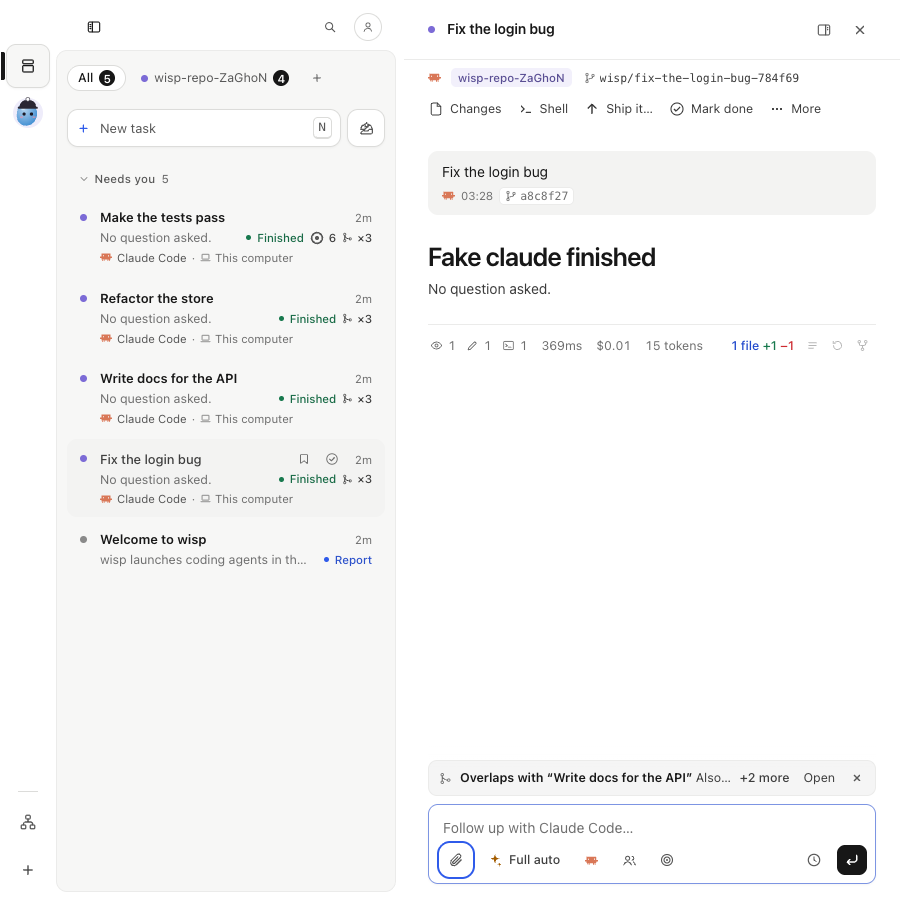 All 5
wisp-repo-ZaGhoN 4
New task N
Needs you 5
Make the tests pass 2m
No question asked. Finished 6 ×3
Claude Code · This computer
Refactor the store 2m
No question asked. Finished ×3
Claude Code · This computer
Write docs for the API 2m
No question asked. Finished ×3
Claude Code · This computer
Fix the login bug 2m
No question asked. Finished ×3
Claude Code · This computer
Welcome to wisp 2m
wisp launches coding agents in th… Report
Fix the login bug
wisp-repo-ZaGhoN wisp/fix-the-login-bug-784f69
Changes Shell Ship it… Mark done More
Fix the login bug
03:28 a8c8f27
Fake claude finished
No question asked.
1 1 1 369ms $0.01 15 tokens 1 file +1 −1
Overlaps with “Write docs for the API” Also… +2 more Open
Follow up with Claude Code…
Full auto